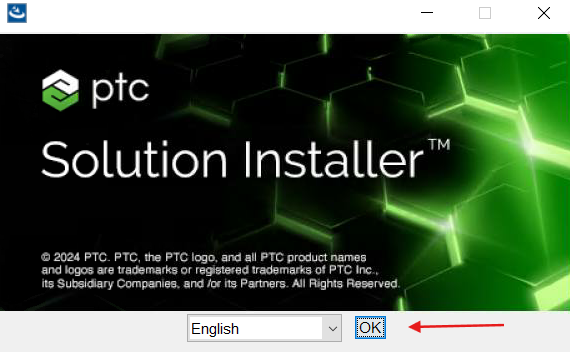 ptc
Solution Installer™
© 2024 PTC. PTC, the PTC logo, and all PTC product names
and logos are trademarks or registered trademarks of PTC Inc.,
its Subsidiary Companies, and /or its Partners. All Rights Reserved.
English OK